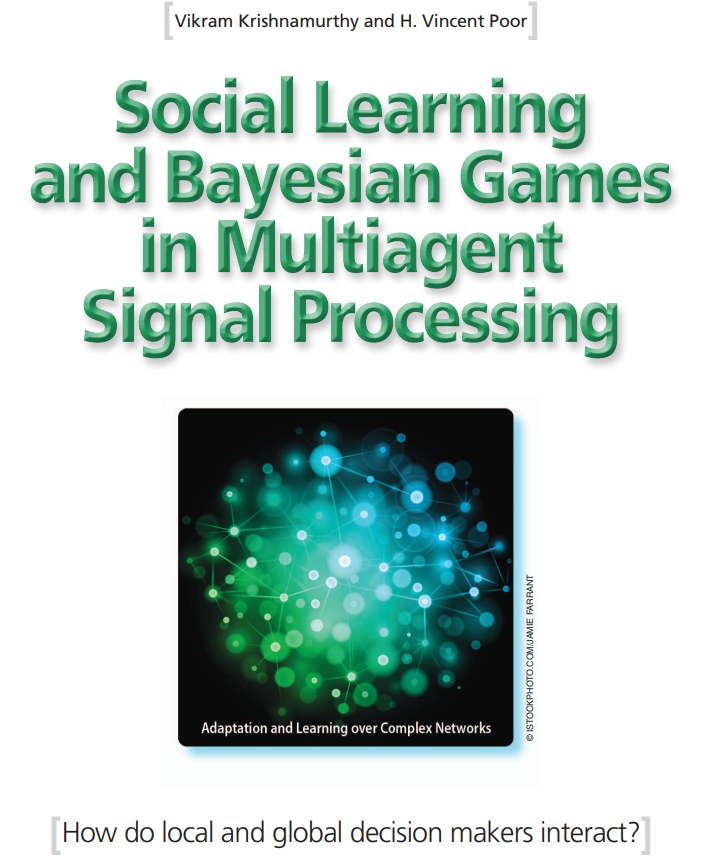 [Vikram Krishnamurthy and H. Vincent Poor]
Social Learning
and Bayesian Games
in Multiagent
Signal Processing
© ISTOCKPHOTO.COM/JAMIE FARRANT
Adaptation and Learning over Complex Networks
[How do local and global decision makers interact?]